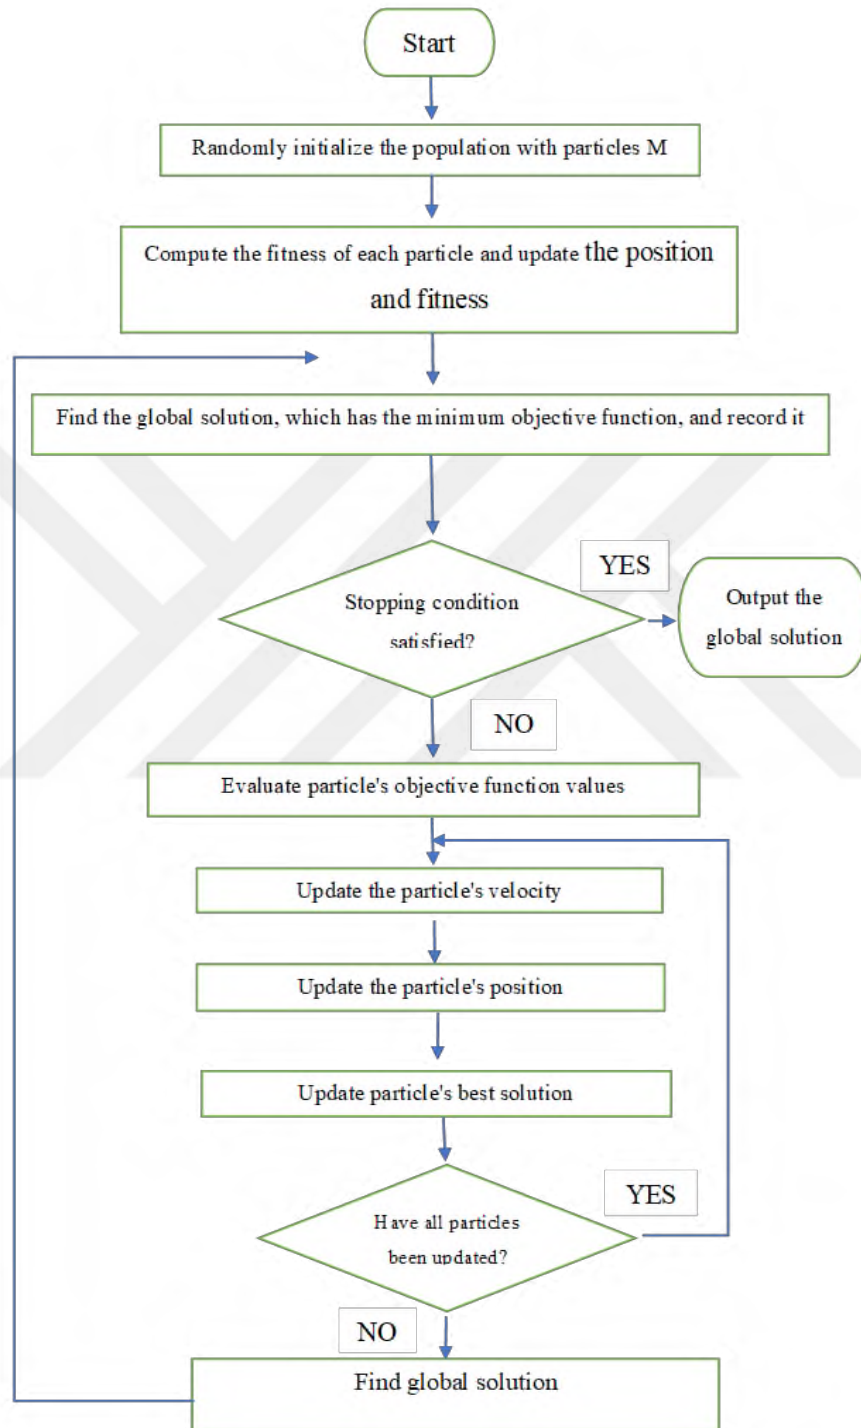 Start
Randomly initialize the population with particles M
Compute the fitness of each particle and update the position
and fitness
Find the global solution, which has the minimum objective function, and record it
YES
Stopping condition
satisfied?
Output the
global solution
NO
Evaluate particle's objective function values
Update the particle's velocity
Update the particle's position
Update particle's best solution
YES
Have all particles
been updated?
NO
Find global solution